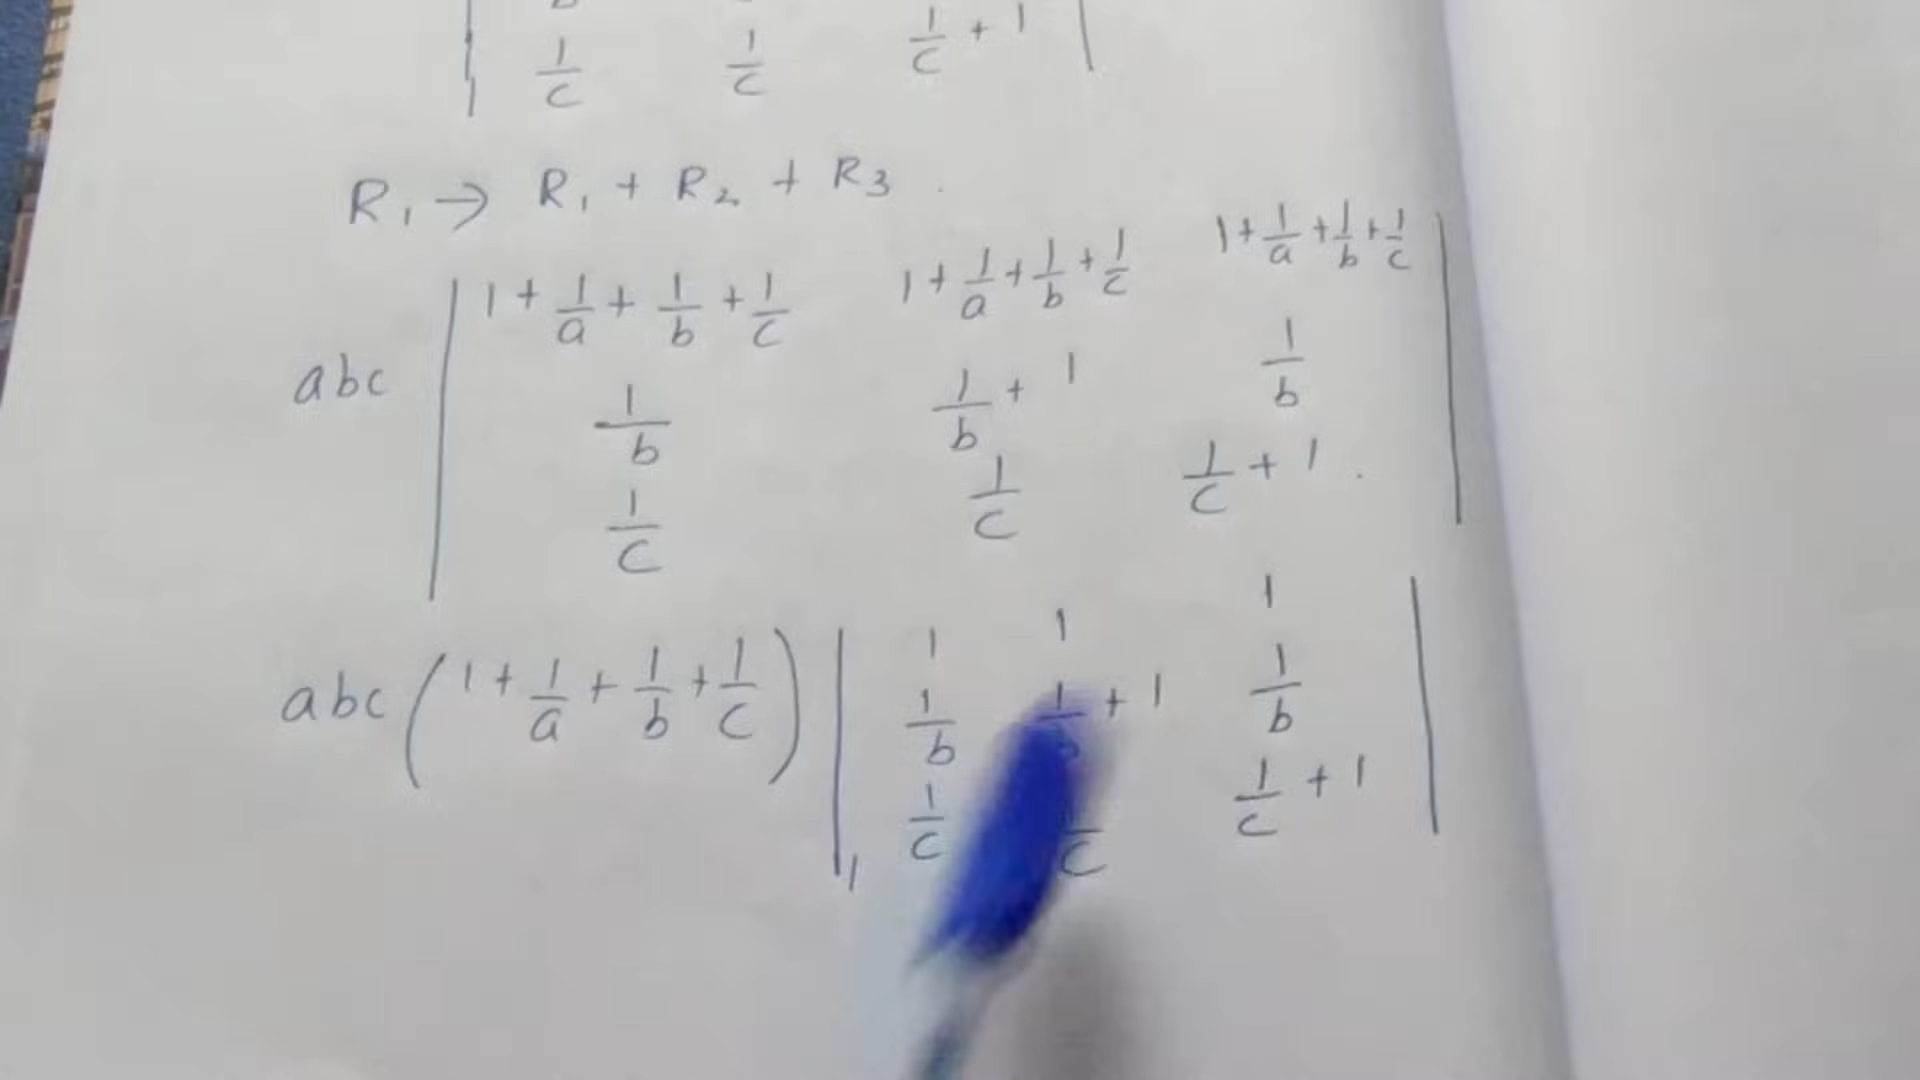 1/c 1/c 1/c + 1
R₁ → R₁ + R₂ + R₃
abc | 1 + 1/a + 1/b + 1/c 1 + 1/a + 1/b + 1/c 1 + 1/a + 1/b + 1/c |
1/b 1/b + 1 1/b
1/c 1/c 1/c + 1
abc (1 + 1/a + 1/b + 1/c) | 1 1 1 |
1/b 1/b + 1 1/b
1/c 1/c 1/c + 1